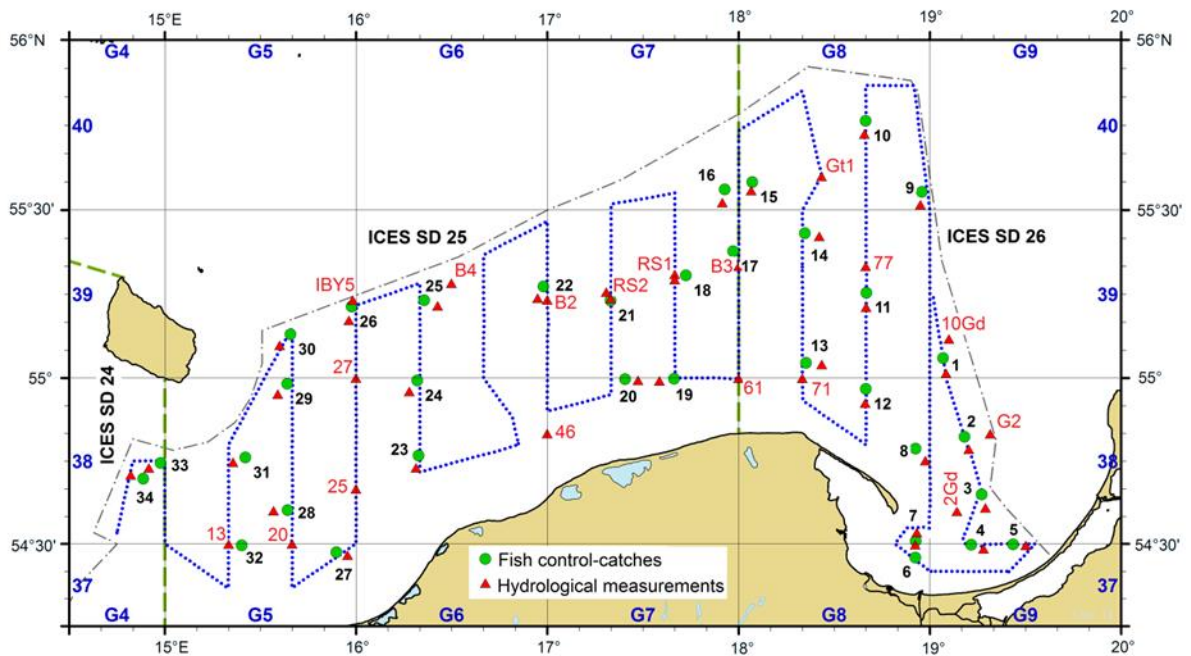 15°E 16° 17° 18° 19° 20°
56°N 56°N
G4 G5 G6 G7 G8 G9
40 40
10
Gt1
16 15 9
55°30' 55°30'
ICES SD 25 ICES SD 26
14 17
RS1 B3 77
IBY5 B4 25 22 18
39 39
B2 RS2 21 11
26
30 10Gd
13 1
55° 27 55°
29 24 20 19 61 71
12
ICES SD 24
2 G2
46 8
38 33 31 23 38
34 25 3
2Gd
28 7
13 20 4 5
54°30' 54°30'
32 27 6
Fish control-catches
Hydrological measurements
37 37
G4 G5 G6 G7 G8 G9
15°E 16° 17° 18° 19° 20°